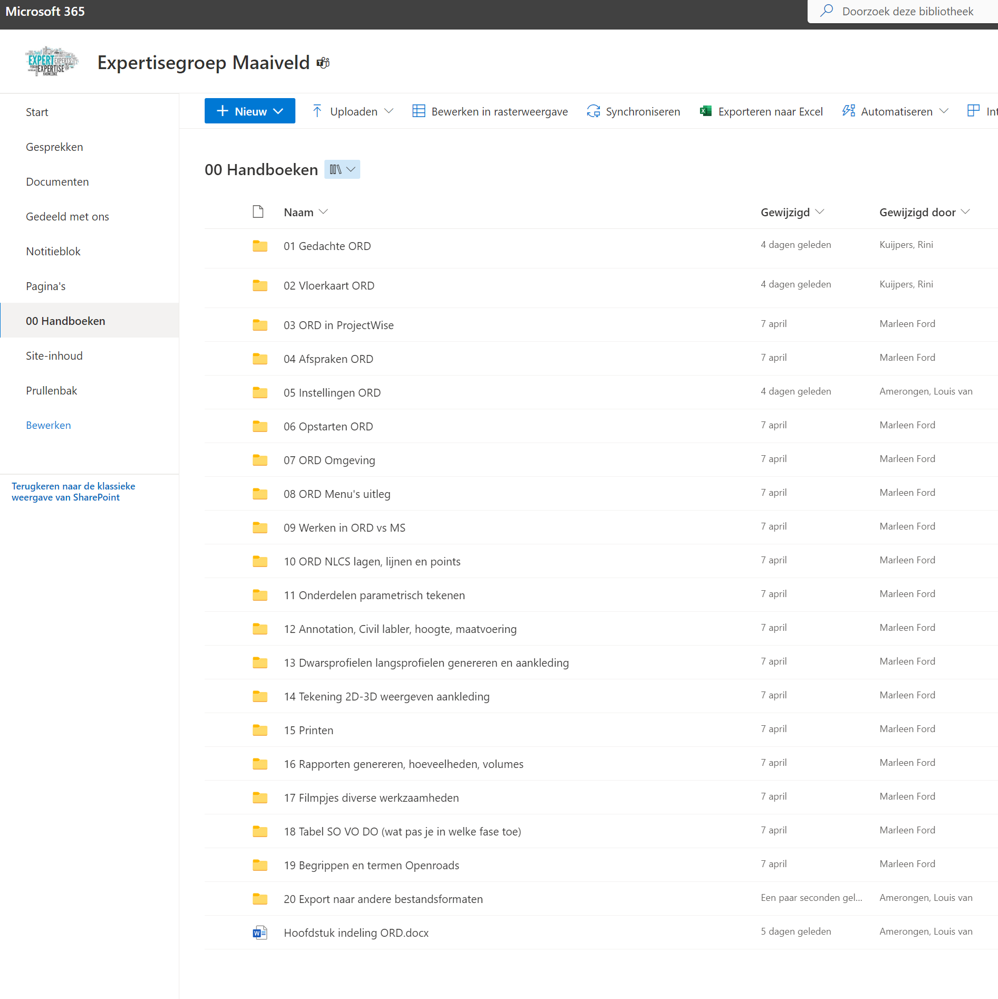 Microsoft 365
Doorzoek deze bibliotheek
EXPERT EXPERTS
EXPERTISE
KNOWLEDGE
Expertisegroep Maaiveld
Start
Gesprekken
Documenten
Gedeeld met ons
Notitieblok
Pagina's
00 Handboeken
Site-inhoud
Prullenbak
Bewerken
Terugkeren naar de klassieke
weergave van SharePoint
Nieuw
Uploaden
Bewerken in rasterweergave
Synchroniseren
Exporteren naar Excel
Automatiseren
Int
00 Handboeken
Naam Gewijzigd Gewijzigd door
01 Gedachte ORD 4 dagen geleden Kuijpers, Rini
02 Vloerkaart ORD 4 dagen geleden Kuijpers, Rini
03 ORD in ProjectWise 7 april Marleen Ford
04 Afspraken ORD 7 april Marleen Ford
05 Instellingen ORD 4 dagen geleden Amerongen, Louis van
06 Opstarten ORD 7 april Marleen Ford
07 ORD Omgeving 7 april Marleen Ford
08 ORD Menu's uitleg 7 april Marleen Ford
09 Werken in ORD vs MS 7 april Marleen Ford
10 ORD NLCS lagen, lijnen en points 7 april Marleen Ford
11 Onderdelen parametrisch tekenen 7 april Marleen Ford
12 Annotation, Civil labler, hoogte, maatvoering 7 april Marleen Ford
13 Dwarsprofielen langsprofielen genereren en aankleding 7 april Marleen Ford
14 Tekening 2D-3D weergeven aankleding 7 april Marleen Ford
15 Printen 7 april Marleen Ford
16 Rapporten genereren, hoeveelheden, volumes 7 april Marleen Ford
17 Filmpjes diverse werkzaamheden 7 april Marleen Ford
18 Tabel SO VO DO (wat pas je in welke fase toe) 7 april Marleen Ford
19 Begrippen en termen Openroads 7 april Marleen Ford
20 Export naar andere bestandsformaten Een paar seconden gel... Amerongen, Louis van
Hoofdstuk indeling ORD.docx 5 dagen geleden Amerongen, Louis van